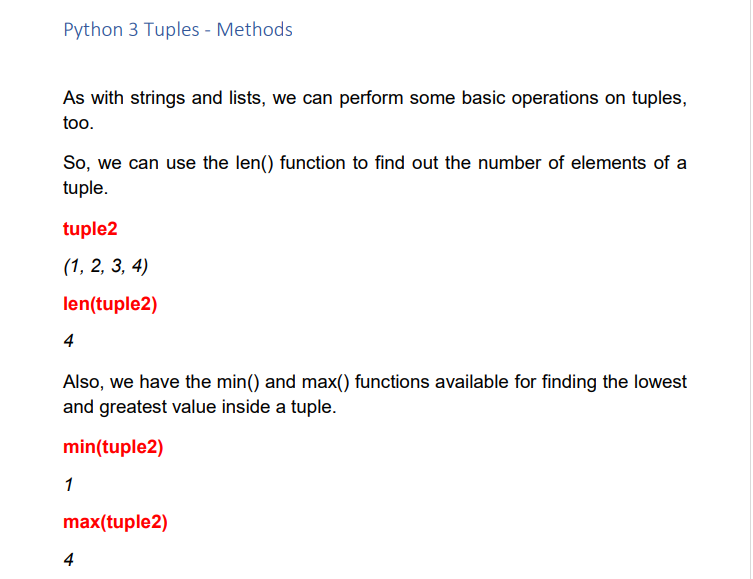 Python 3 Tuples - Methods
As with strings and lists, we can perform some basic operations on tuples,
too.
So, we can use the len() function to find out the number of elements of a
tuple.
tuple2
(1, 2, 3, 4)
len(tuple2)
4
Also, we have the min() and max() functions available for finding the lowest
and greatest value inside a tuple.
min(tuple2)
1
max(tuple2)
4